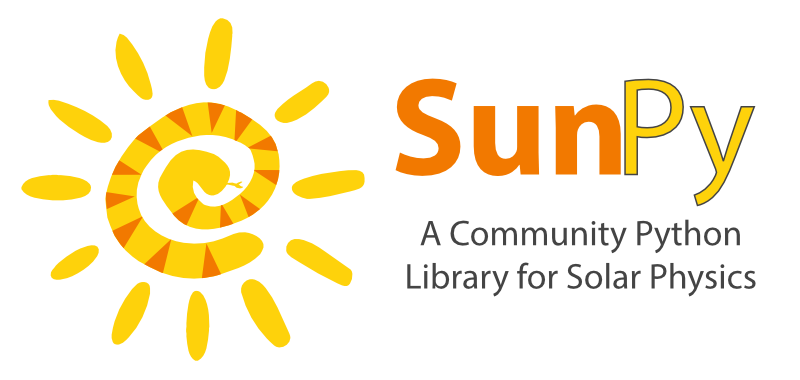 SunPy
A Community Python
Library for Solar Physics